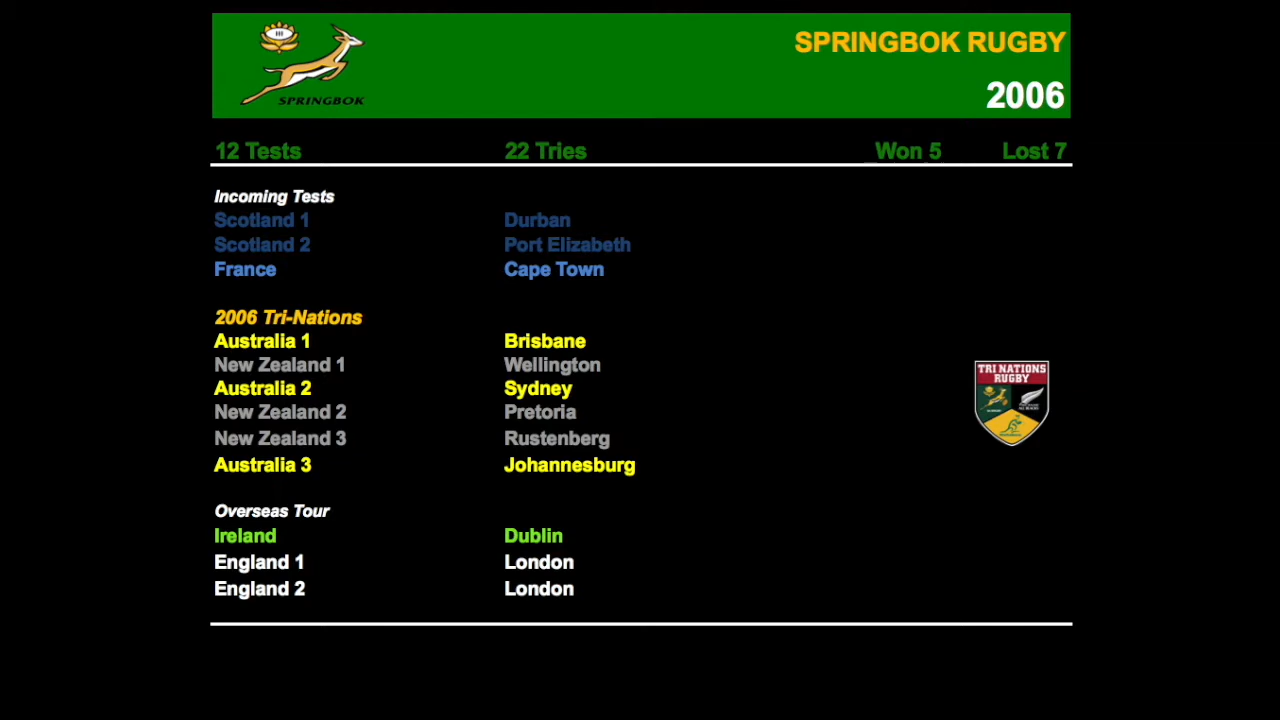 SPRINGBOK RUGBY
SPRINGBOK
2006
12 Tests 22 Tries Won 5 Lost 7
Incoming Tests
Scotland 1 Durban
Scotland 2 Port Elizabeth
France Cape Town
2006 Tri-Nations
Australia 1 Brisbane
New Zealand 1 Wellington
TRI NATIONS
RUGBY
Australia 2 Sydney
New Zealand 2 Pretoria
New Zealand 3 Rustenberg
Australia 3 Johannesburg
Overseas Tour
Ireland Dublin
England 1 London
England 2 London